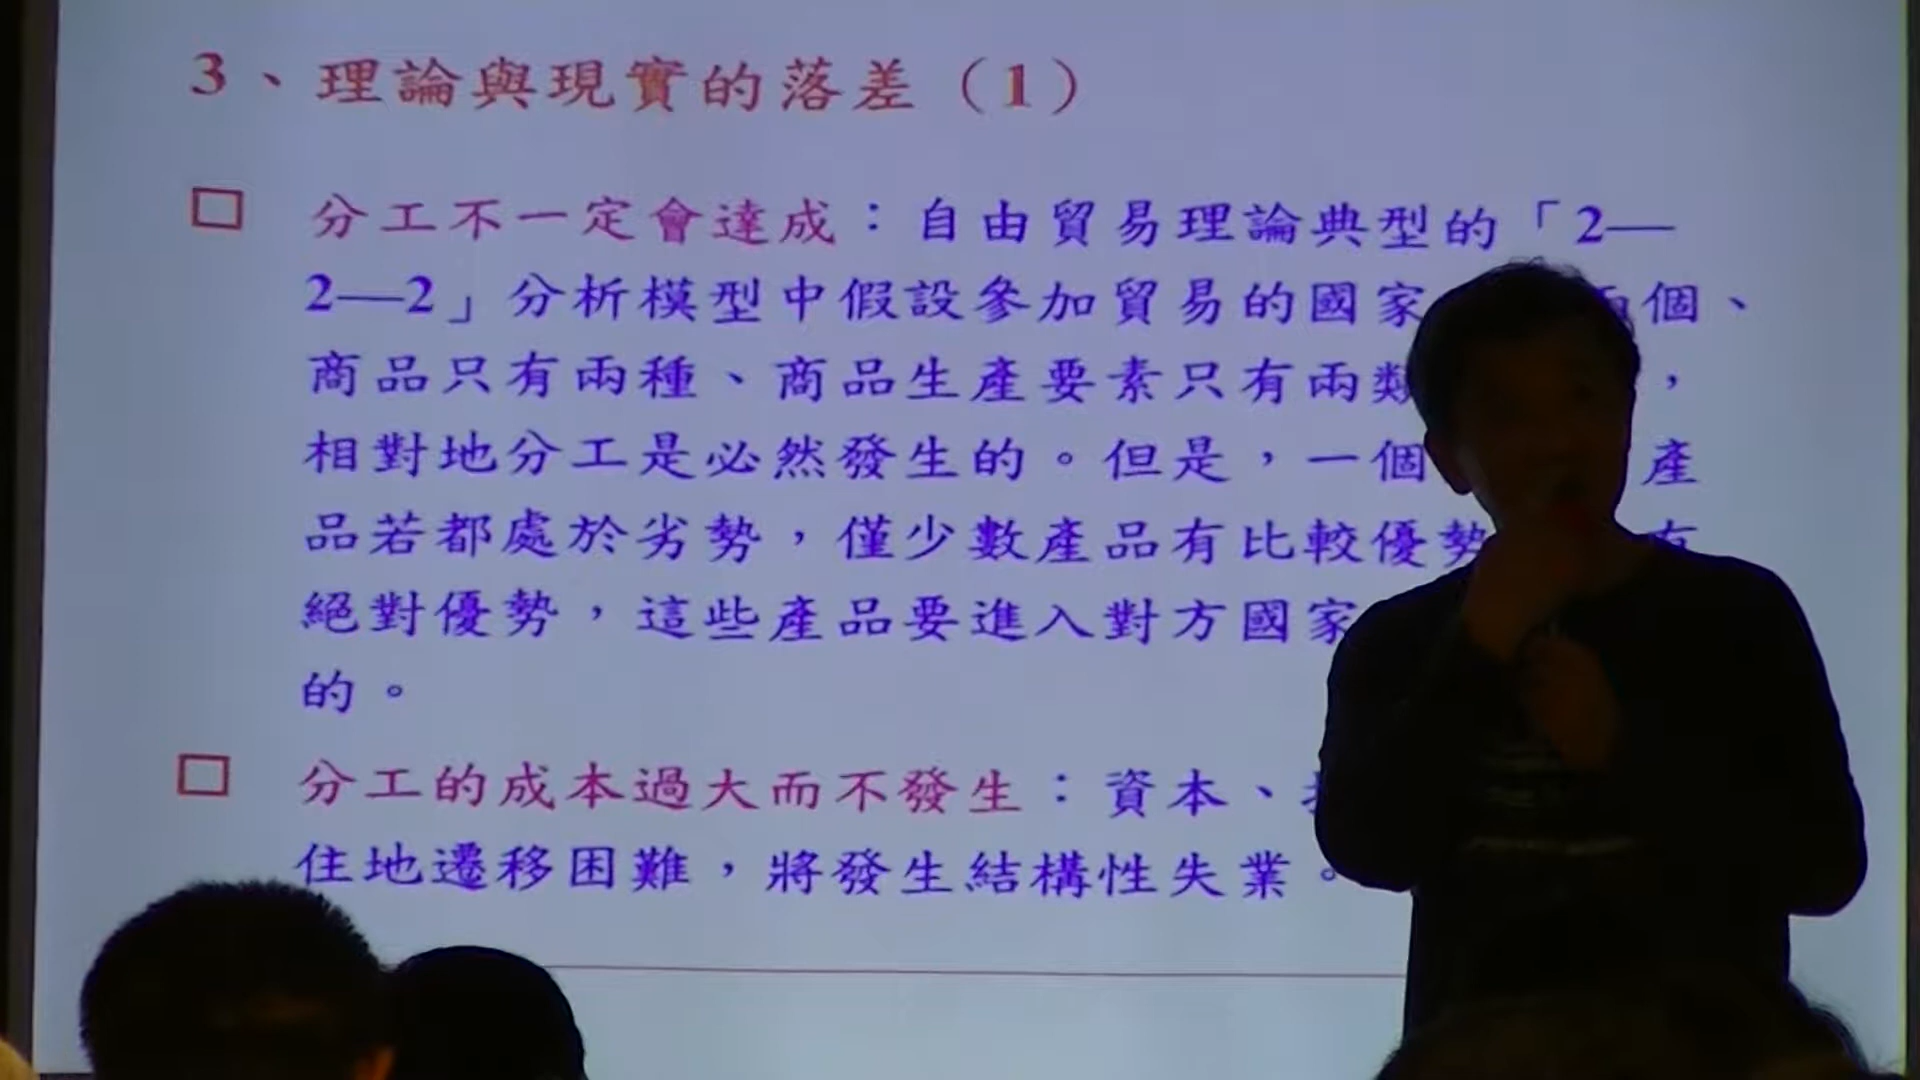 3、理論與現實的落差（1）
□ 分工不一定會達成：自由貿易理論典型的「2—
2—2」分析模型中假設參加貿易的國家 個、
商品只有兩種、商品生產要素只有兩類 ，
相對地分工是必然發生的。但是，一個 產
品若都處於劣勢，僅少數產品有比較優勢 有
絕對優勢，這些產品要進入對方國家
的。
□ 分工的成本過大而不發生：資本、
住地遷移困難，將發生結構性失業。